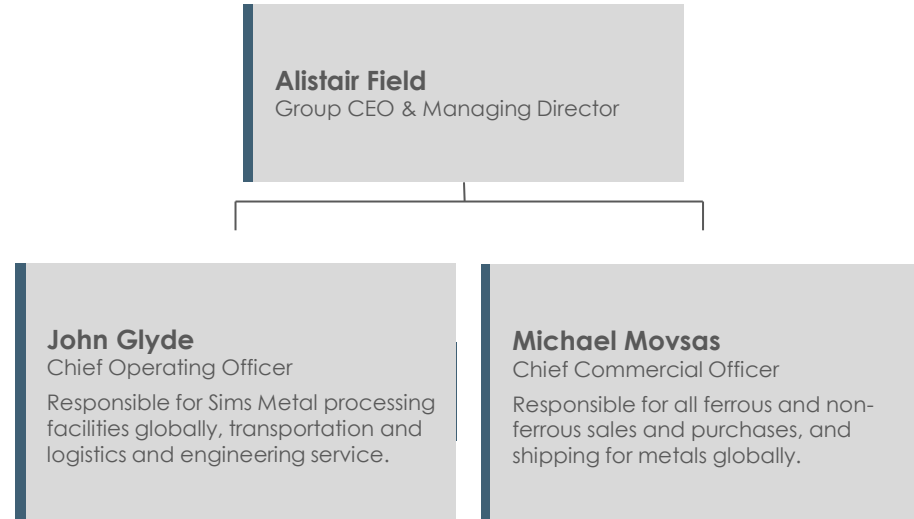 Alistair Field
Group CEO & Managing Director
John Glyde
Chief Operating Officer
Responsible for Sims Metal processing
facilities globally, transportation and
logistics and engineering service.
Michael Movsas
Chief Commercial Officer
Responsible for all ferrous and non-
ferrous sales and purchases, and
shipping for metals globally.